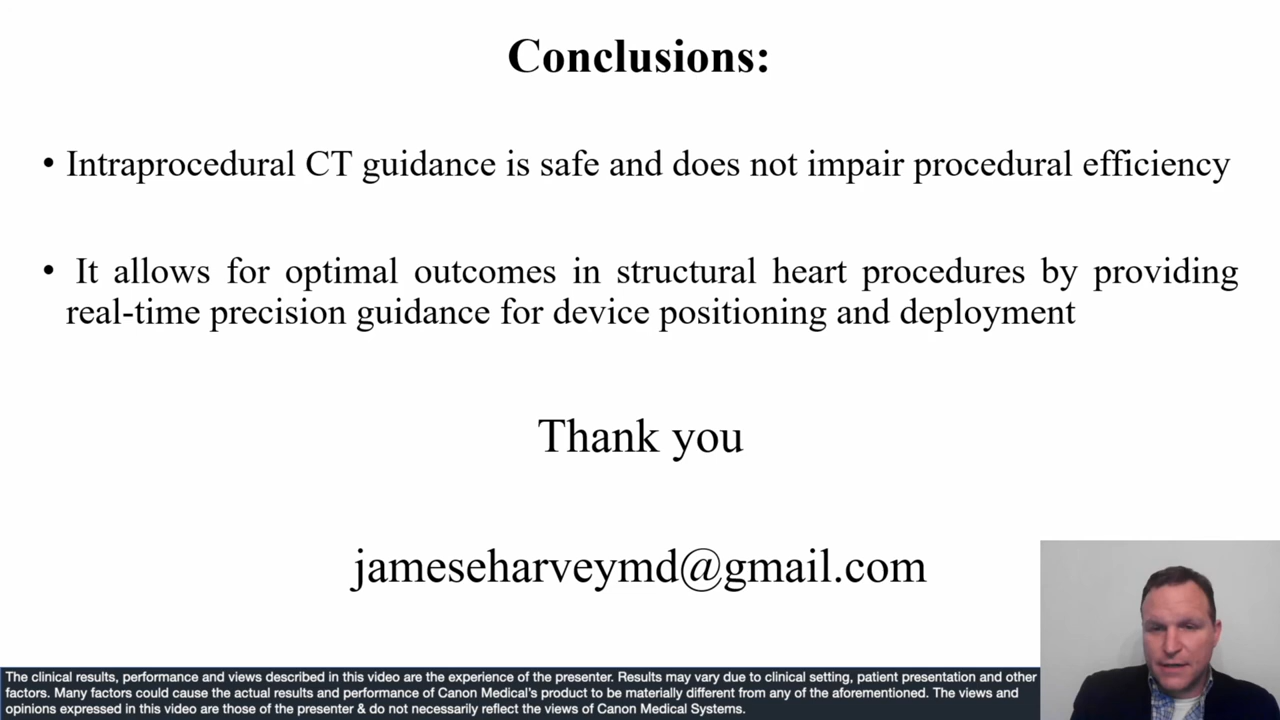 Conclusions:
• Intraprocedural CT guidance is safe and does not impair procedural efficiency
• It allows for optimal outcomes in structural heart procedures by providing
real-time precision guidance for device positioning and deployment
Thank you
jameseharveymd@gmail.com
The clinical results, performance and views described in this video are the experience of the presenter. Results may vary due to clinical setting, patient presentation and other
factors. Many factors could cause the actual results and performance of Canon Medical's product to be materially different from any of the aforementioned. The views and
opinions expressed in this video are those of the presenter & do not necessarily reflect the views of Canon Medical Systems.